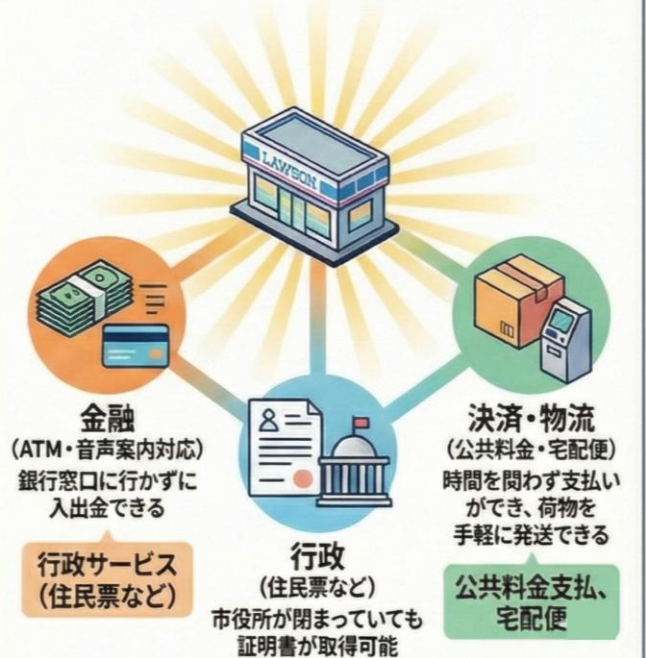 LAWSON
金融
(ATM・音声案内対応)
銀行窓口に行かずに
入出金できる
行政サービス
(住民票など)
行政
(住民票など)
市役所が閉まっていても
証明書が取得可能
決済・物流
(公共料金・宅配便)
時間を関わず支払い
ができ、荷物を
手軽に発送できる
公共料金支払、
宅配便